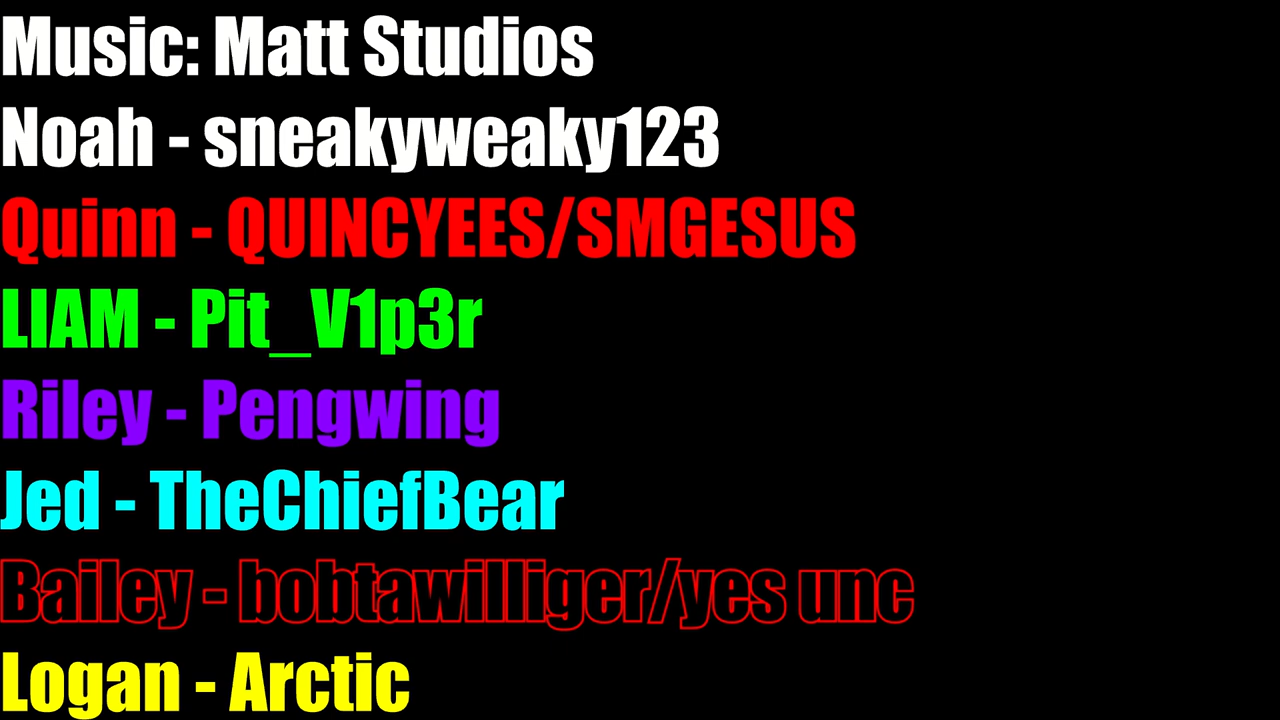 Music: Matt Studios
Noah - sneakyweaky123
Quinn - QUINCYEES/SMGESUS
LIAM - Pit_V1p3r
Riley - Pengwing
Jed - TheChiefBear
Bailey - bobtawilliger/yes unc
Logan - Arctic